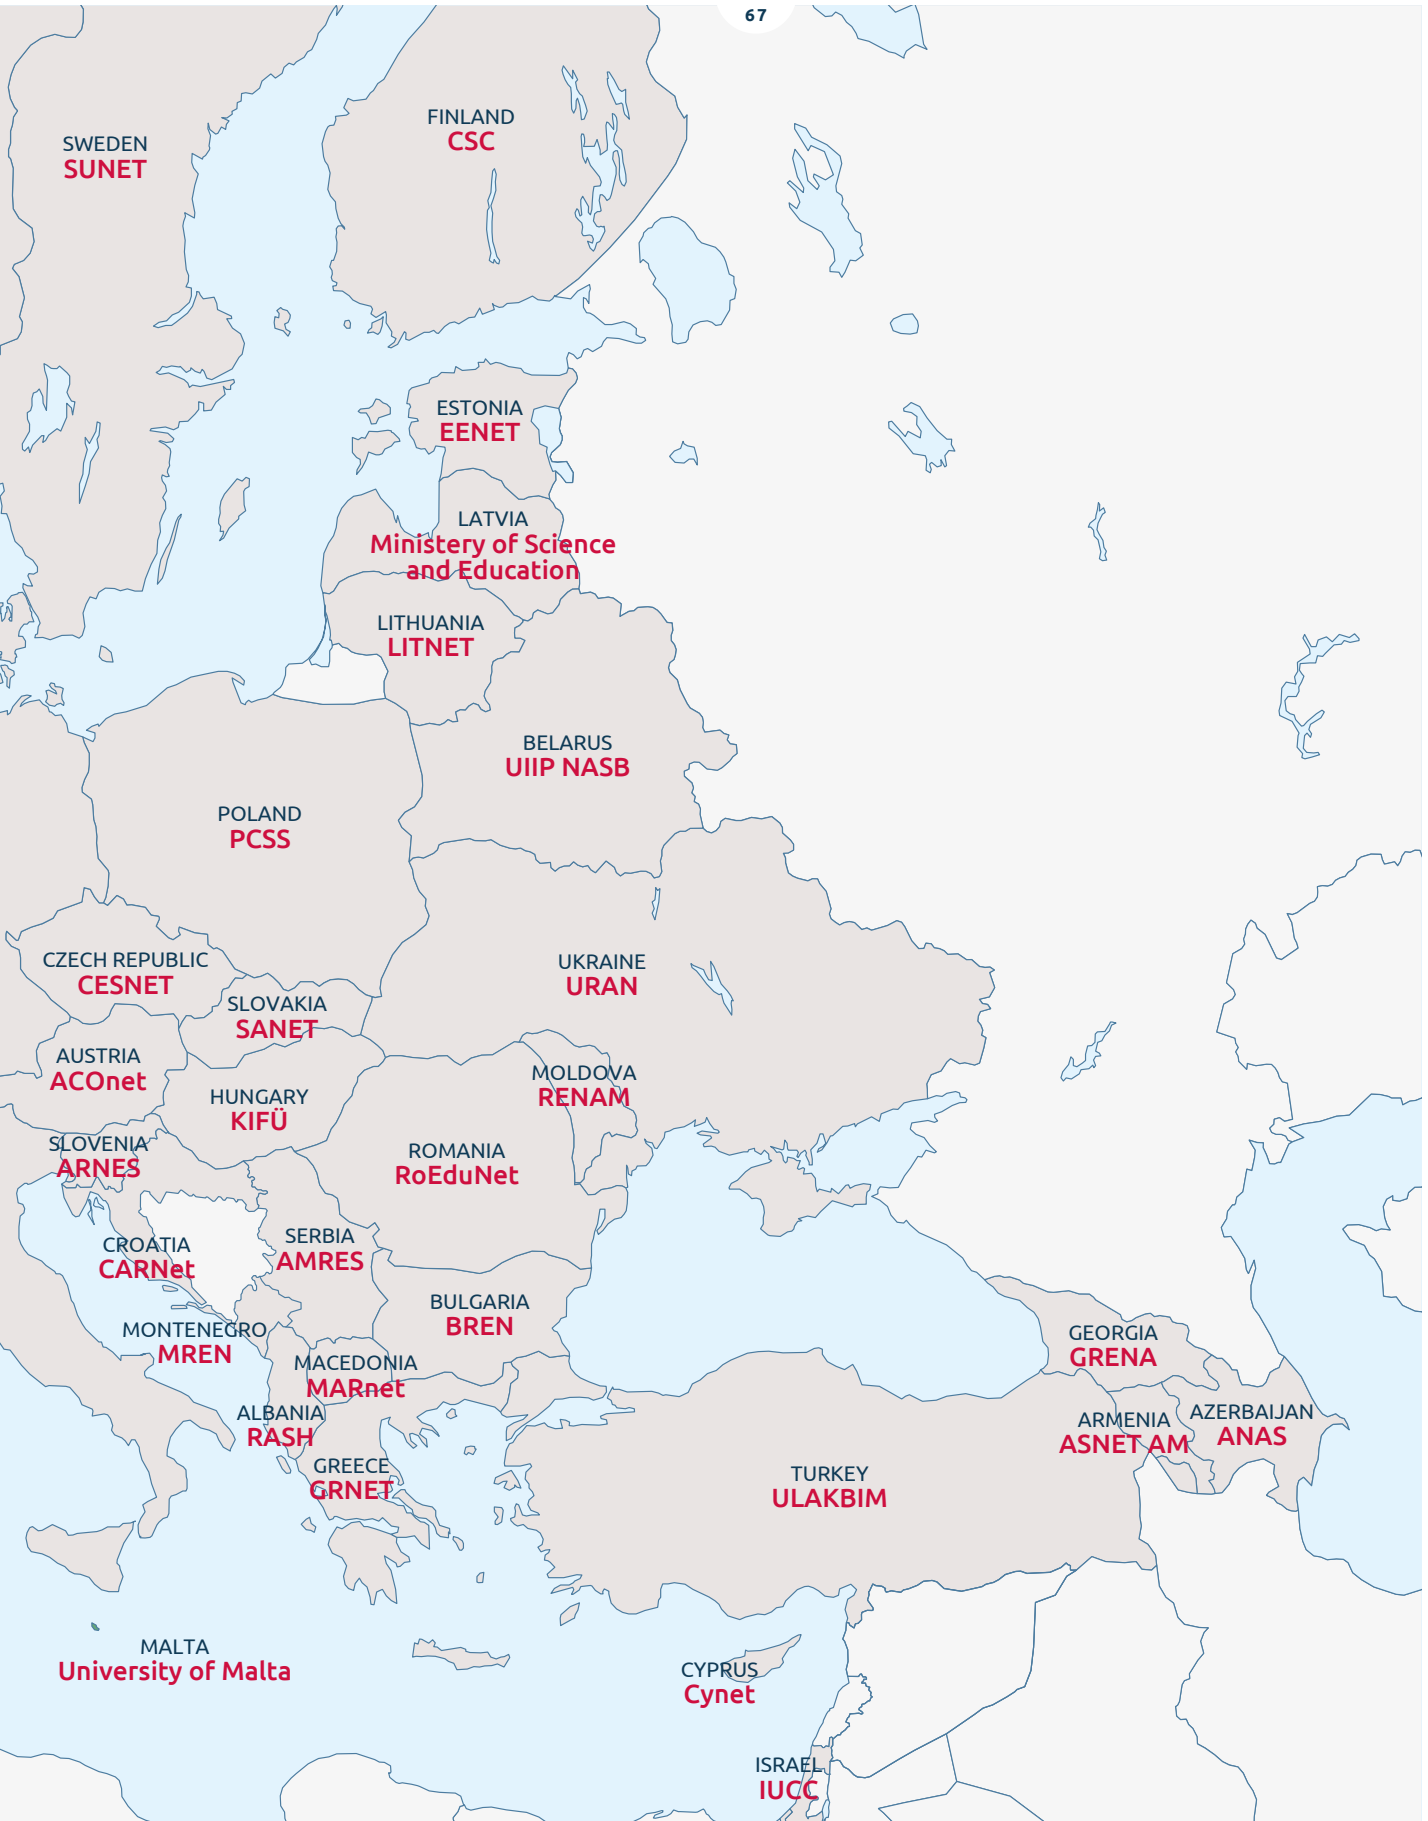 67
FINLAND
CSC
SWEDEN
SUNET
ESTONIA
EENET
LATVIA
Ministery of Science
and Education
LITHUANIA
LITNET
BELARUS
UIIP NASB
POLAND
PCSS
CZECH REPUBLIC
CESNET
UKRAINE
URAN
SLOVAKIA
SANET
AUSTRIA
ACOnet
HUNGARY
KIFÜ
MOLDOVA
RENAM
SLOVENIA
ARNES
ROMANIA
RoEduNet
CROATIA
CARNet
SERBIA
AMRES
BULGARIA
BREN
MONTENEGRO
MREN
GEORGIA
GRENA
MACEDONIA
MARnet
ALBANIA
RASH
ARMENIA
ASNET AM
AZERBAIJAN
ANAS
GREECE
GRNET
TURKEY
ULAKBIM
MALTA
University of Malta
CYPRUS
Cynet
ISRAEL
IUCC